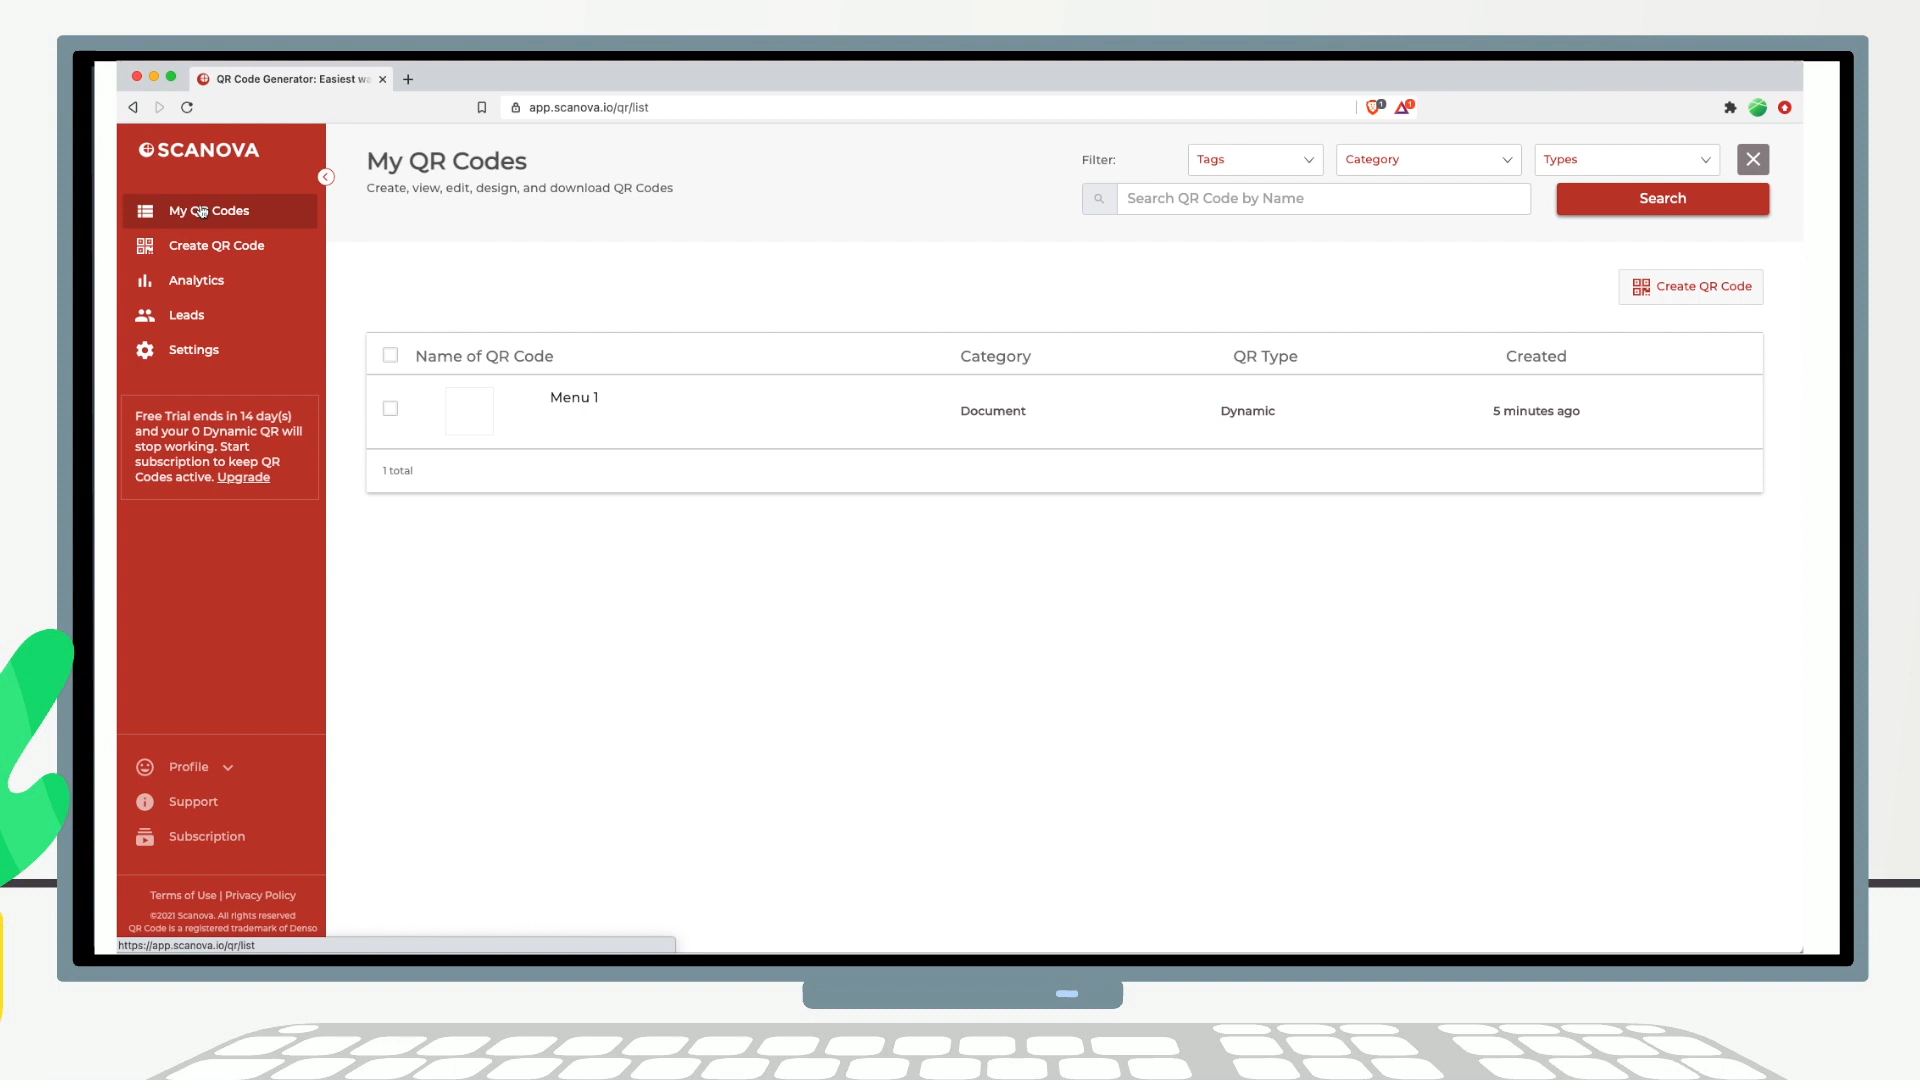 QR Code Generator: Easiest wa
app.scanova.io/qr/list
1
1
SCANOVA
My QR Codes
Create QR Code
Analytics
Leads
Settings
Free Trial ends in 14 day(s)
and your 0 Dynamic QR will
stop working. Start
subscription to keep QR
Codes active. Upgrade
Profile
Support
Subscription
Terms of Use | Privacy Policy
©2021 Scanova. All rights reserved
QR Code is a registered trademark of Denso
https://app.scanova.io/qr/list
My QR Codes
Create, view, edit, design, and download QR Codes
Filter:
Tags
Category
Types
Search QR Code by Name
Search
Create QR Code
Name of QR Code Category QR Type Created
Menu 1 Document Dynamic 5 minutes ago
1 total